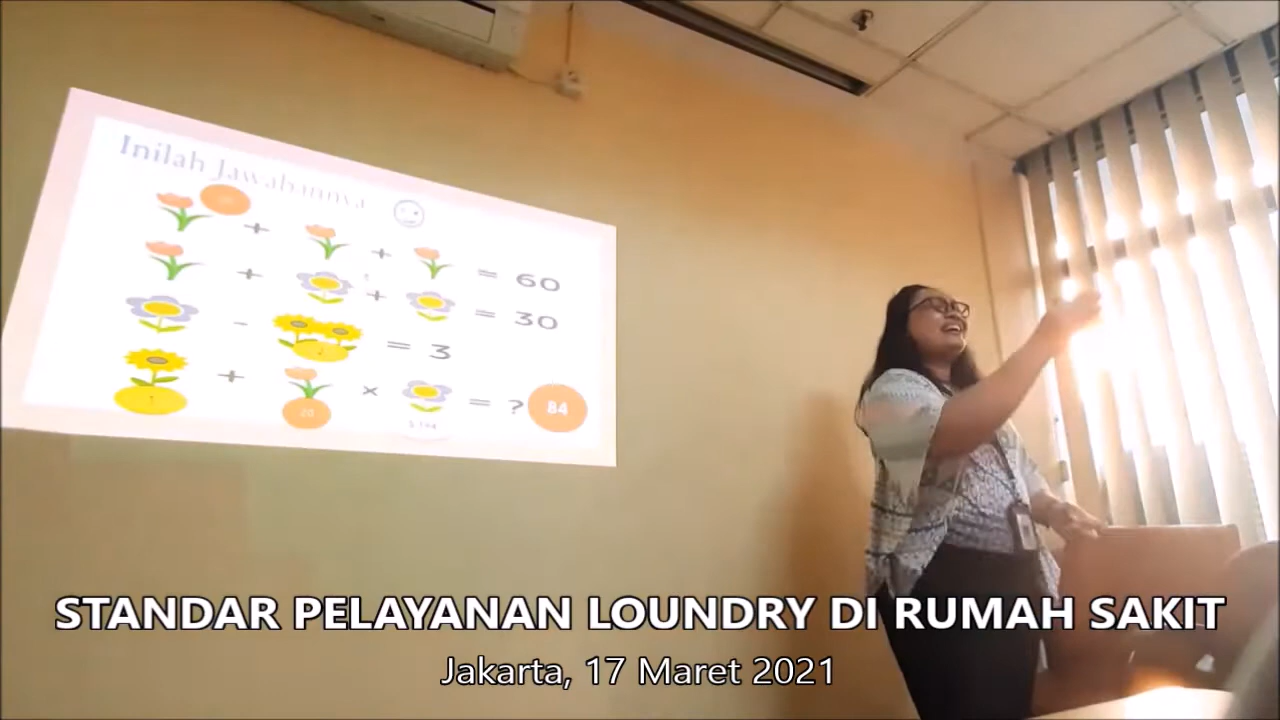 Inilah Jawabannya
+ + = 60
+ + = 30
- = 3
+ 20 x = ? 84
STANDAR PELAYANAN LOUNDRY DI RUMAH SAKIT
Jakarta, 17 Maret 2021